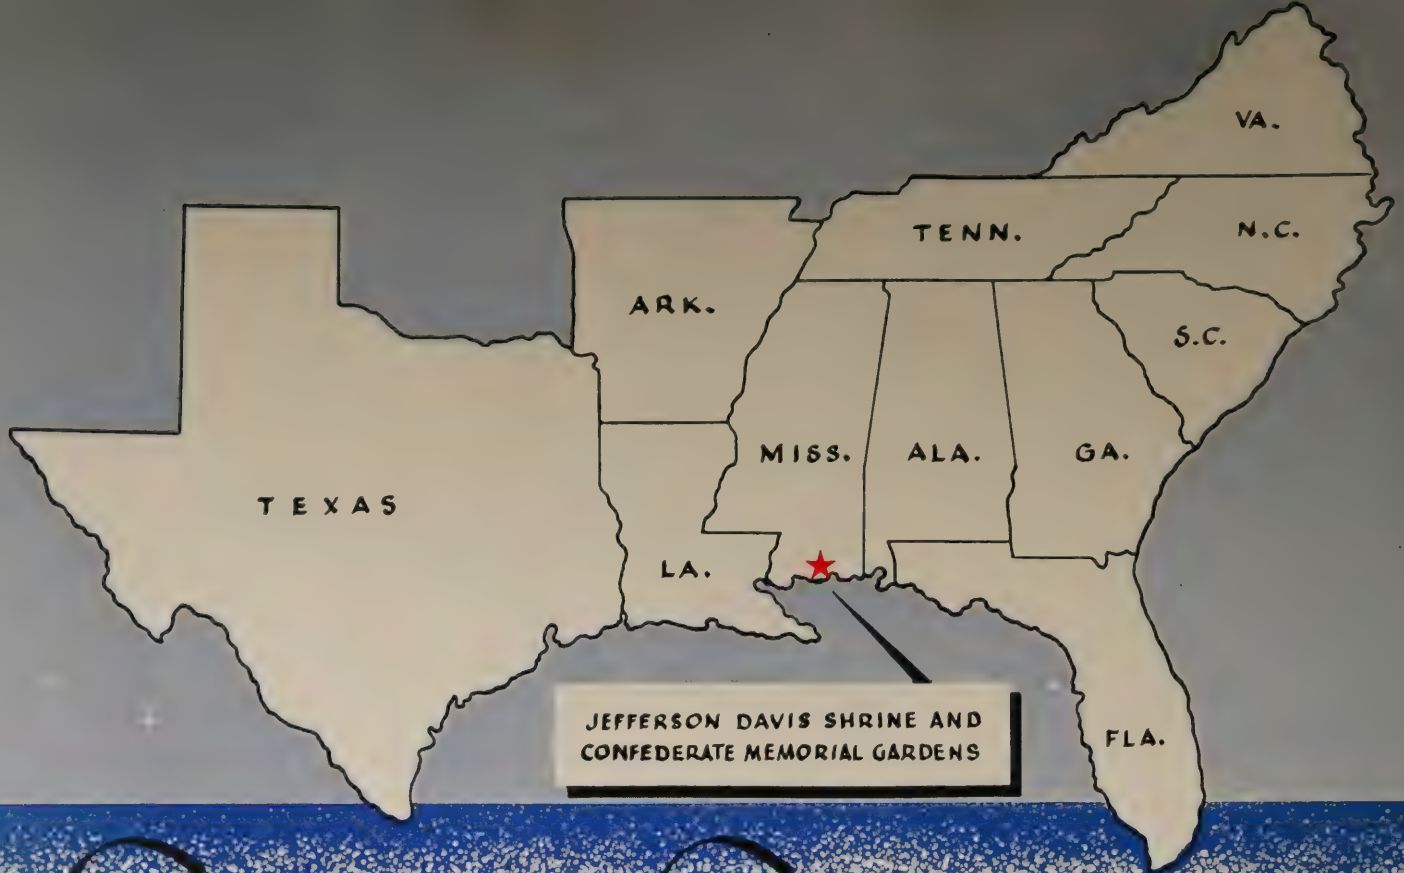 VA.
TENN.
N.C.
ARK.
S.C.
MISS.
ALA.
GA.
TEXAS
LA.
JEFFERSON DAVIS SHRINE AND
CONFEDERATE MEMORIAL GARDENS
FLA.